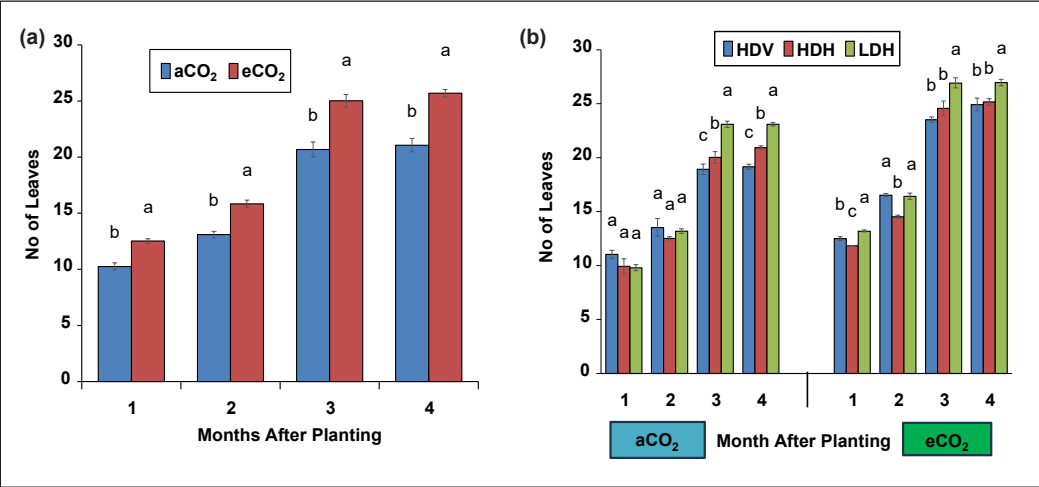 (a)
aCO₂ eCO₂
No of Leaves
30
25
20
15
10
5
0
b a b a b a b a
1 2 3 4
Months After Planting
(b)
HDV HDH LDH
No of Leaves
30
25
20
15
10
5
0
a a a a a a c b a c b a b c a a b a b b a b b a
1 2 3 4 1 2 3 4
aCO₂ Month After Planting eCO₂